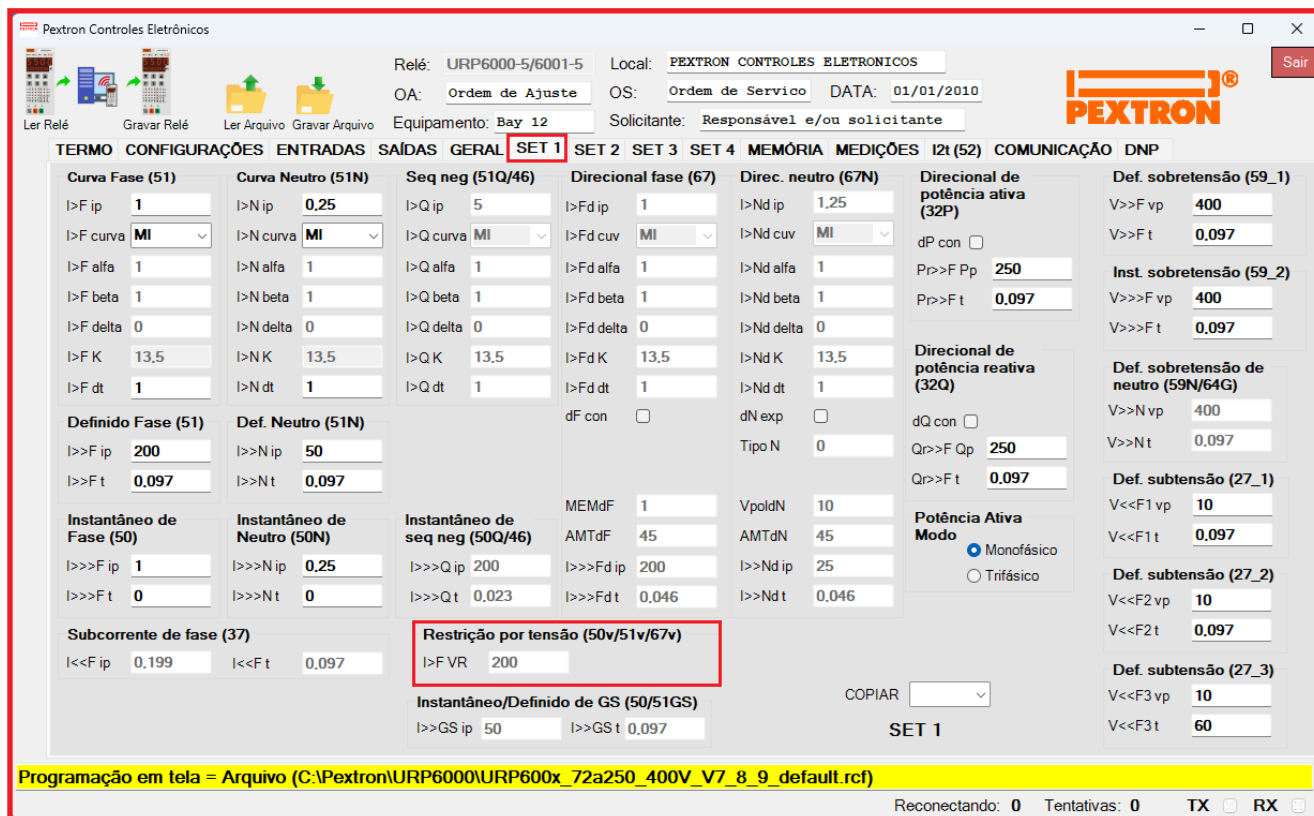 Pextron Controles Eletrônicos
Relé: URP6000-5/6001-5 Local: PEXTRON CONTROLES ELETRONICOS
Sair
OA: Ordem de Ajuste OS: Ordem de Servico DATA: 01/01/2010
Equipamento: Bay 12 Solicitante: Responsável e/ou solicitante
Ler Relé Gravar Relé Ler Arquivo Gravar Arquivo
PEXTRON®
TERMO CONFIGURAÇÕES ENTRADAS SAÍDAS GERAL SET 1 SET 2 SET 3 SET 4 MEMÓRIA MEDIÇÕES I2t (52) COMUNICAÇÃO DNP
Curva Fase (51)
I>F ip 1
I>F curva MI
I>F alfa 1
I>F beta 1
I>F delta 0
I>F K 13,5
I>F dt 1
Definido Fase (51)
I>>F ip 200
I>>F t 0,097
Instantâneo de
Fase (50)
I>>>F ip 1
I>>>F t 0
Curva Neutro (51N)
I>N ip 0,25
I>N curva MI
I>N alfa 1
I>N beta 1
I>N delta 0
I>N K 13,5
I>N dt 1
Def. Neutro (51N)
I>>N ip 50
I>>N t 0,097
Instantâneo de
Neutro (50N)
I>>>N ip 0,25
I>>>N t 0
Subcorrente de fase (37)
I<<F ip 0,199 I<<F t 0,097
Seq neg (51Q/46)
I>Q ip 5
I>Q curva MI
I>Q alfa 1
I>Q beta 1
I>Q delta 0
I>Q K 13,5
I>Q dt 1
Instantâneo de
seq neg (50Q/46)
I>>>Q ip 200
I>>>Q t 0,023
Direcional fase (67)
I>Fd ip 1
I>Fd cuv MI
I>Fd alfa 1
I>Fd beta 1
I>Fd delta 0
I>Fd K 13,5
I>Fd dt 1
dF con
MEMdF 1
AMTdF 45
I>>>Fd ip 200
I>>>Fd t 0,046
Restrição por tensão (50v/51v/67v)
I>F VR 200
Instantâneo/Definido de GS (50/51GS)
I>>GS ip 50 I>>GS t 0,097
Direc. neutro (67N)
I>Nd ip 1,25
I>Nd cuv MI
I>Nd alfa 1
I>Nd beta 1
I>Nd delta 0
I>Nd K 13,5
I>Nd dt 1
dN exp
Tipo N 0
VpoldN 10
AMTdN 45
I>>Nd ip 25
I>>Nd t 0,046
Direcional de
potência ativa
(32P)
dP con
Pr>>F Pp 250
Pr>>F t 0,097
Direcional de
potência reativa
(32Q)
dQ con
Qr>>F Qp 250
Qr>>F t 0,097
Potência Ativa
Modo
Monofásico
Trifásico
COPIAR
SET 1
Def. sobretensão (59_1)
V>>F vp 400
V>>F t 0,097
Inst. sobretensão (59_2)
V>>>F vp 400
V>>>F t 0,097
Def. sobretensão de
neutro (59N/64G)
V>>N vp 400
V>>N t 0,097
Def. subtensão (27_1)
V<<F1 vp 10
V<<F1 t 0,097
Def. subtensão (27_2)
V<<F2 vp 10
V<<F2 t 0,097
Def. subtensão (27_3)
V<<F3 vp 10
V<<F3 t 60
Programação em tela = Arquivo (C:\Pextron\URP6000\URP600x_72a250_400V_V7_8_9_default.rcf)
Reconectando: 0 Tentativas: 0 TX RX